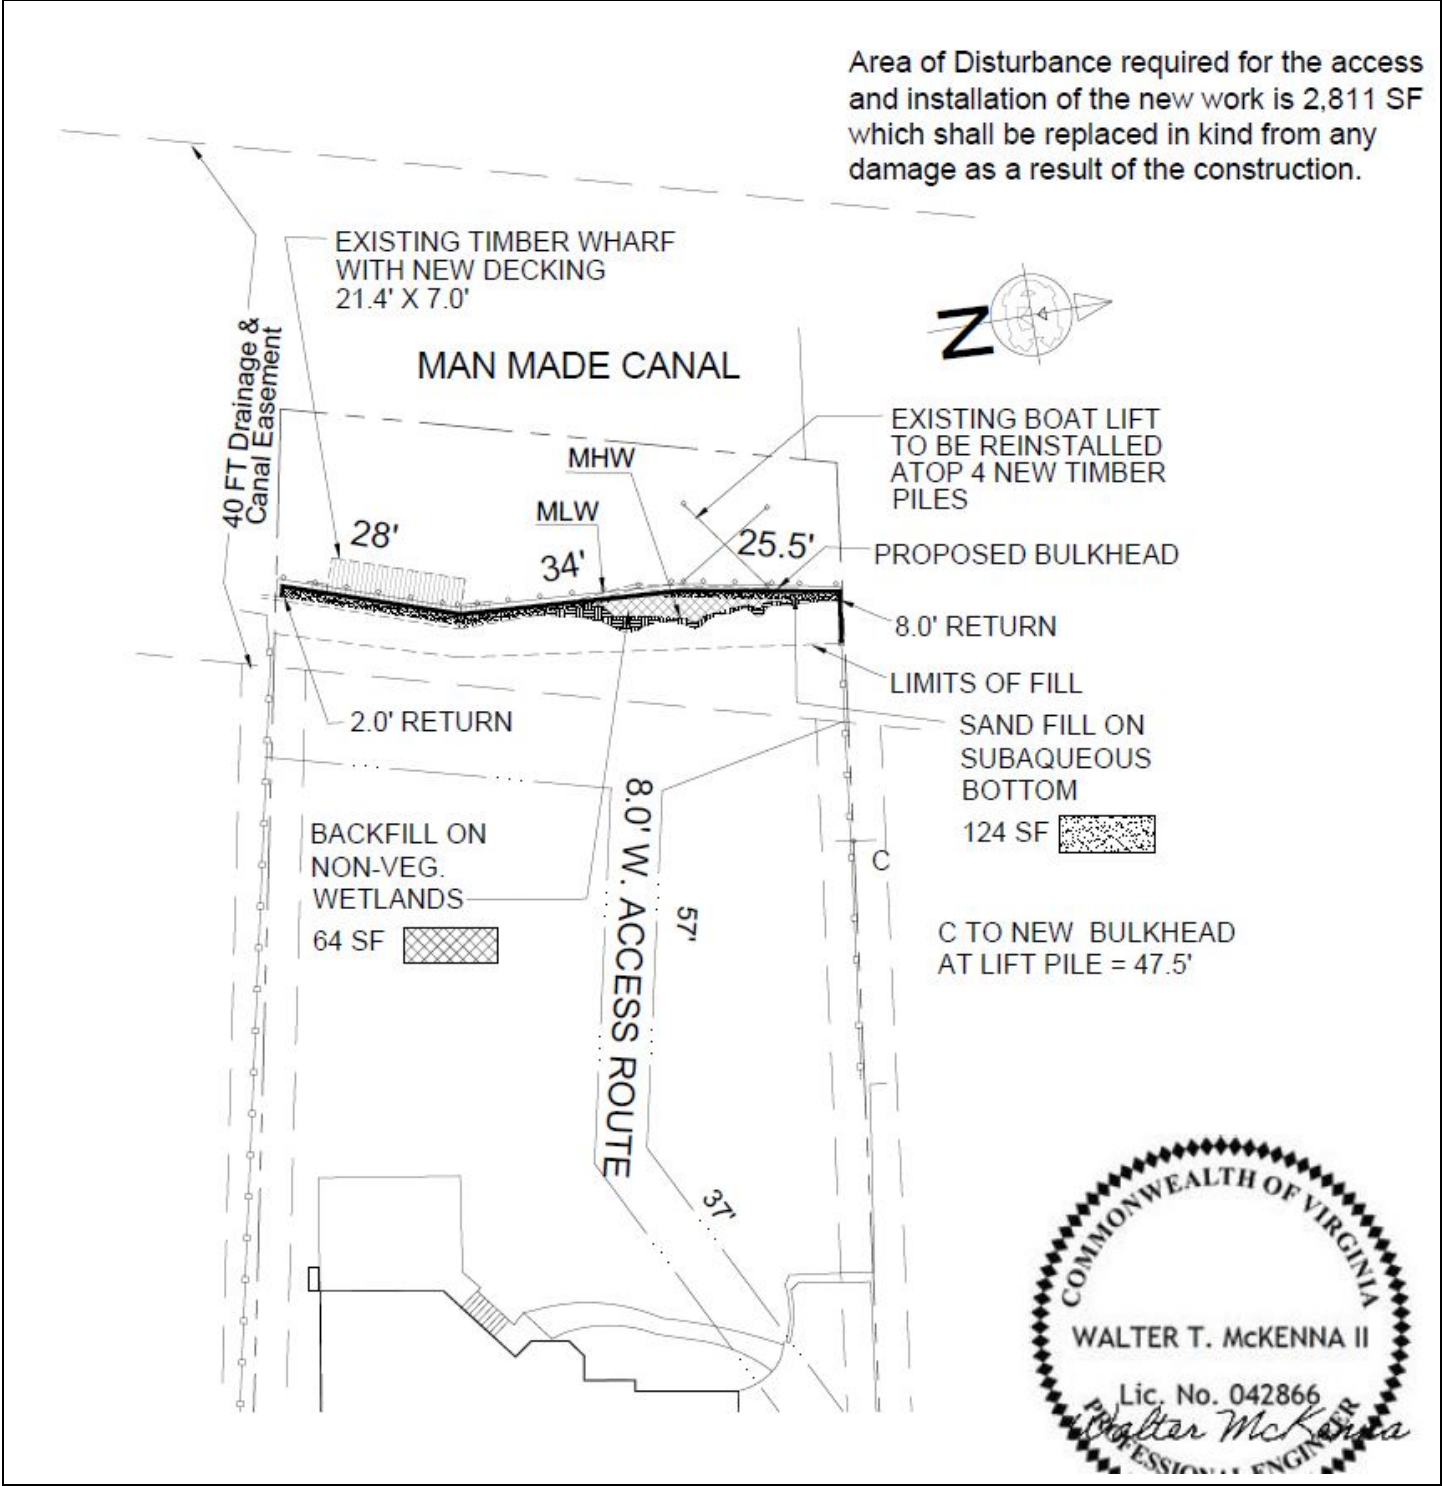 Area of Disturbance required for the access
and installation of the new work is 2,811 SF
which shall be replaced in kind from any
damage as a result of the construction.
EXISTING TIMBER WHARF
WITH NEW DECKING
21.4' X 7.0'
N
40 FT Drainage &
Canal Easement
MAN MADE CANAL
EXISTING BOAT LIFT
TO BE REINSTALLED
ATOP 4 NEW TIMBER
PILES
MHW
MLW
28'
34'
25.5'
PROPOSED BULKHEAD
8.0' RETURN
LIMITS OF FILL
2.0' RETURN
SAND FILL ON
SUBAQUEOUS
BOTTOM
124 SF
BACKFILL ON
NON-VEG.
WETLANDS
64 SF
8.0' W. ACCESS ROUTE
57'
C
C TO NEW BULKHEAD
AT LIFT PILE = 47.5'
37'
COMMONWEALTH OF VIRGINIA
WALTER T. McKENNA II
Lic. No. 042866
Walter McKenna
PROFESSIONAL ENGINEER